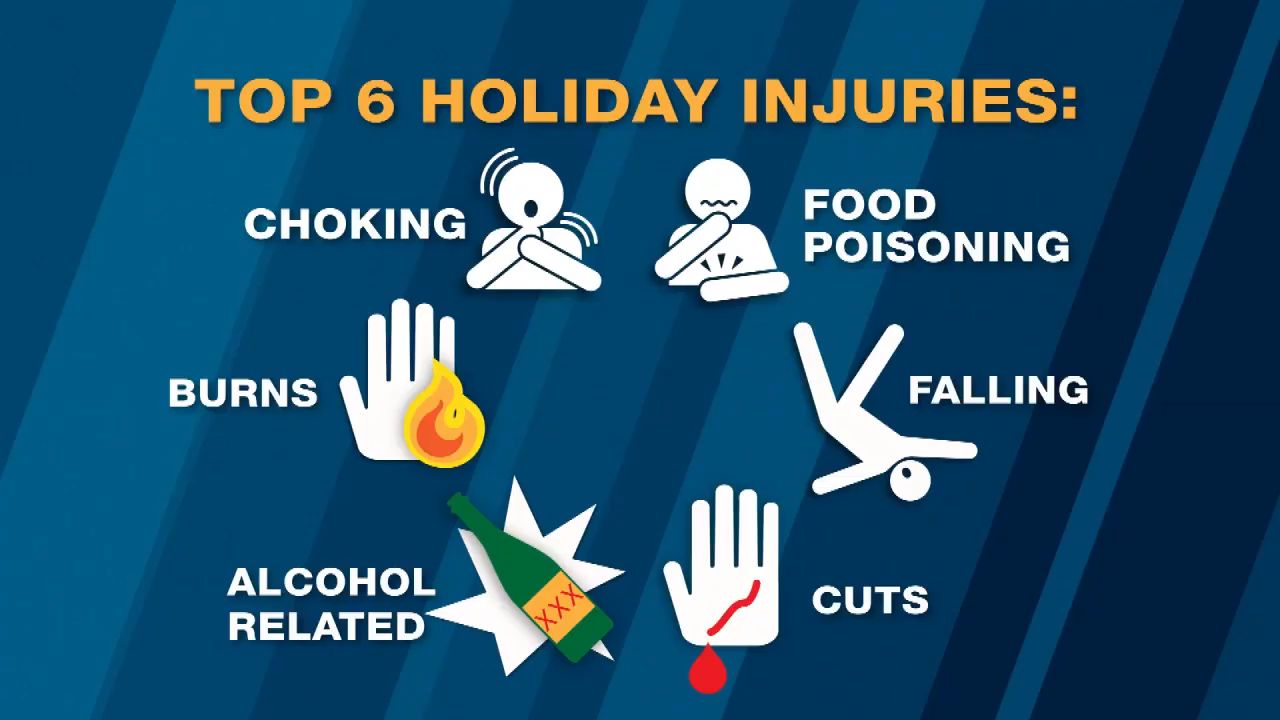 TOP 6 HOLIDAY INJURIES:
CHOKING
FOOD
POISONING
BURNS
FALLING
ALCOHOL
RELATED
XXX
CUTS